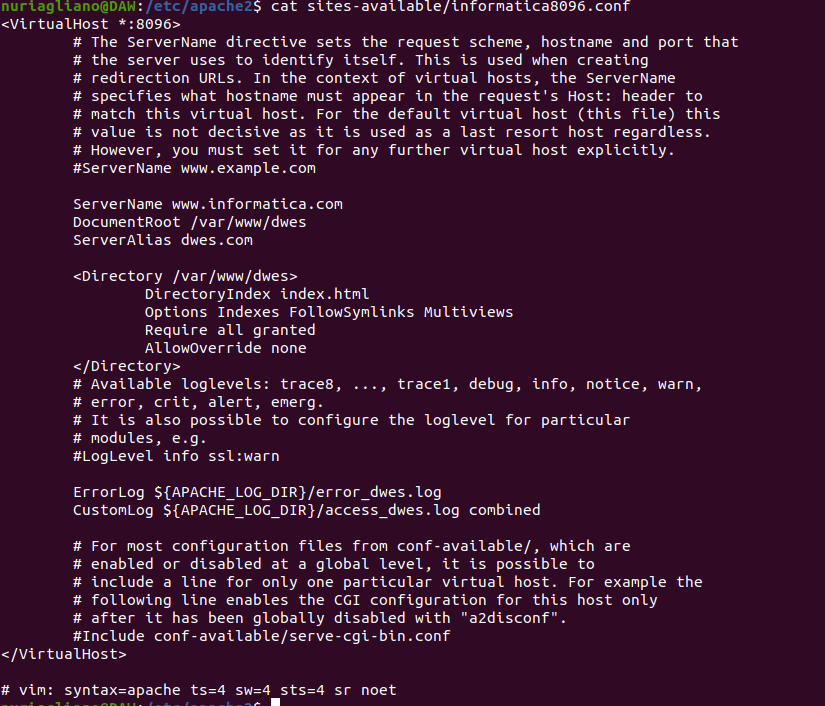 nuriagliano@DAW:/etc/apache2$ cat sites-available/informatica8096.conf
<VirtualHost *:8096>
        # The ServerName directive sets the request scheme, hostname and port that
        # the server uses to identify itself. This is used when creating
        # redirection URLs. In the context of virtual hosts, the ServerName
        # specifies what hostname must appear in the request's Host: header to
        # match this virtual host. For the default virtual host (this file) this
        # value is not decisive as it is used as a last resort host regardless.
        # However, you must set it for any further virtual host explicitly.
        #ServerName www.example.com

        ServerName www.informatica.com
        DocumentRoot /var/www/dwes
        ServerAlias dwes.com

        <Directory /var/www/dwes>
                DirectoryIndex index.html
                Options Indexes FollowSymlinks Multiviews
                Require all granted
                AllowOverride none
        </Directory>
        # Available loglevels: trace8, ..., trace1, debug, info, notice, warn,
        # error, crit, alert, emerg.
        # It is also possible to configure the loglevel for particular
        # modules, e.g.
        #LogLevel info ssl:warn

        ErrorLog ${APACHE_LOG_DIR}/error_dwes.log
        CustomLog ${APACHE_LOG_DIR}/access_dwes.log combined

        # For most configuration files from conf-available/, which are
        # enabled or disabled at a global level, it is possible to
        # include a line for only one particular virtual host. For example the
        # following line enables the CGI configuration for this host only
        # after it has been globally disabled with "a2disconf".
        #Include conf-available/serve-cgi-bin.conf
</VirtualHost>

# vim: syntax=apache ts=4 sw=4 sts=4 sr noet
nuriagliano@DAW:/etc/apache2$